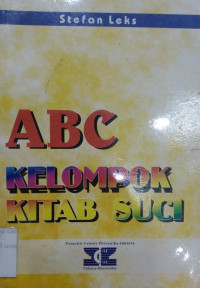 Stefan Leks
ABC
KELOMPOK
KITAB SUCI